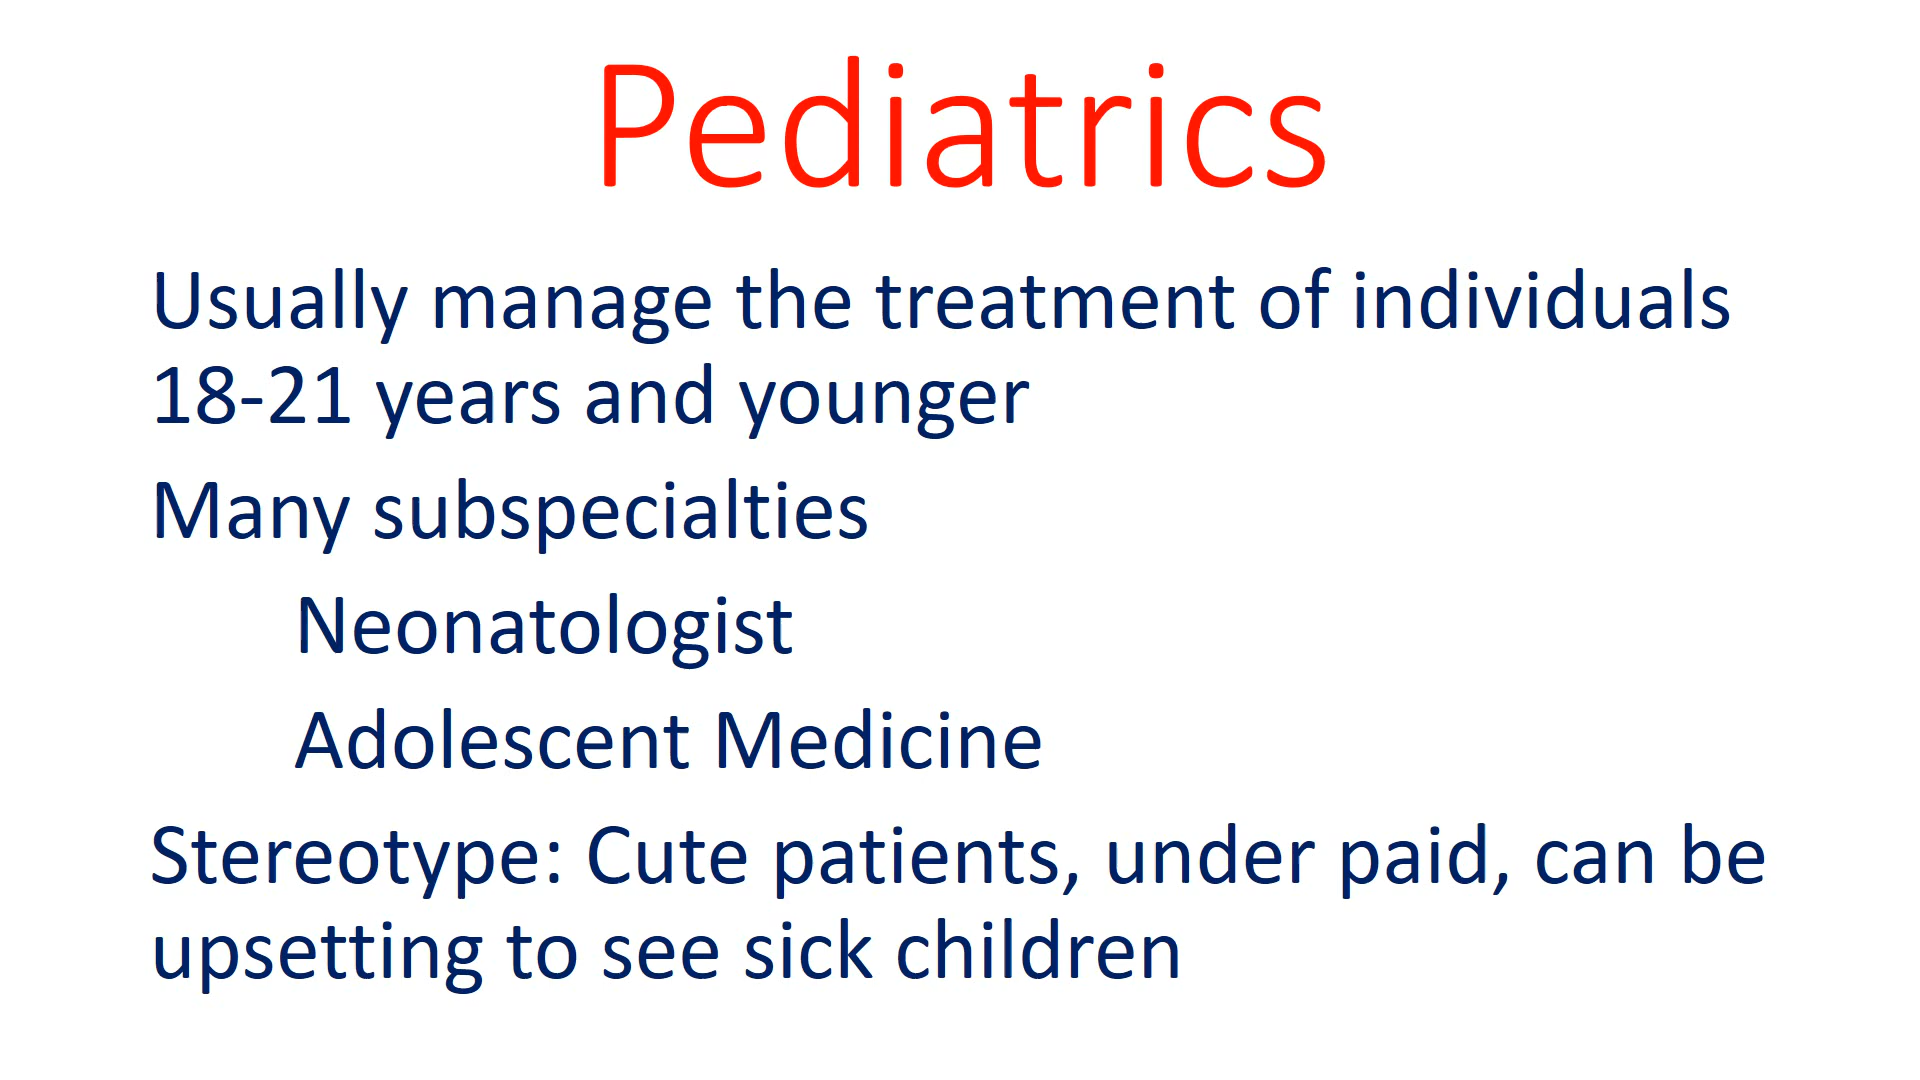 Pediatrics
Usually manage the treatment of individuals
18-21 years and younger
Many subspecialties
Neonatologist
Adolescent Medicine
Stereotype: Cute patients, under paid, can be
upsetting to see sick children